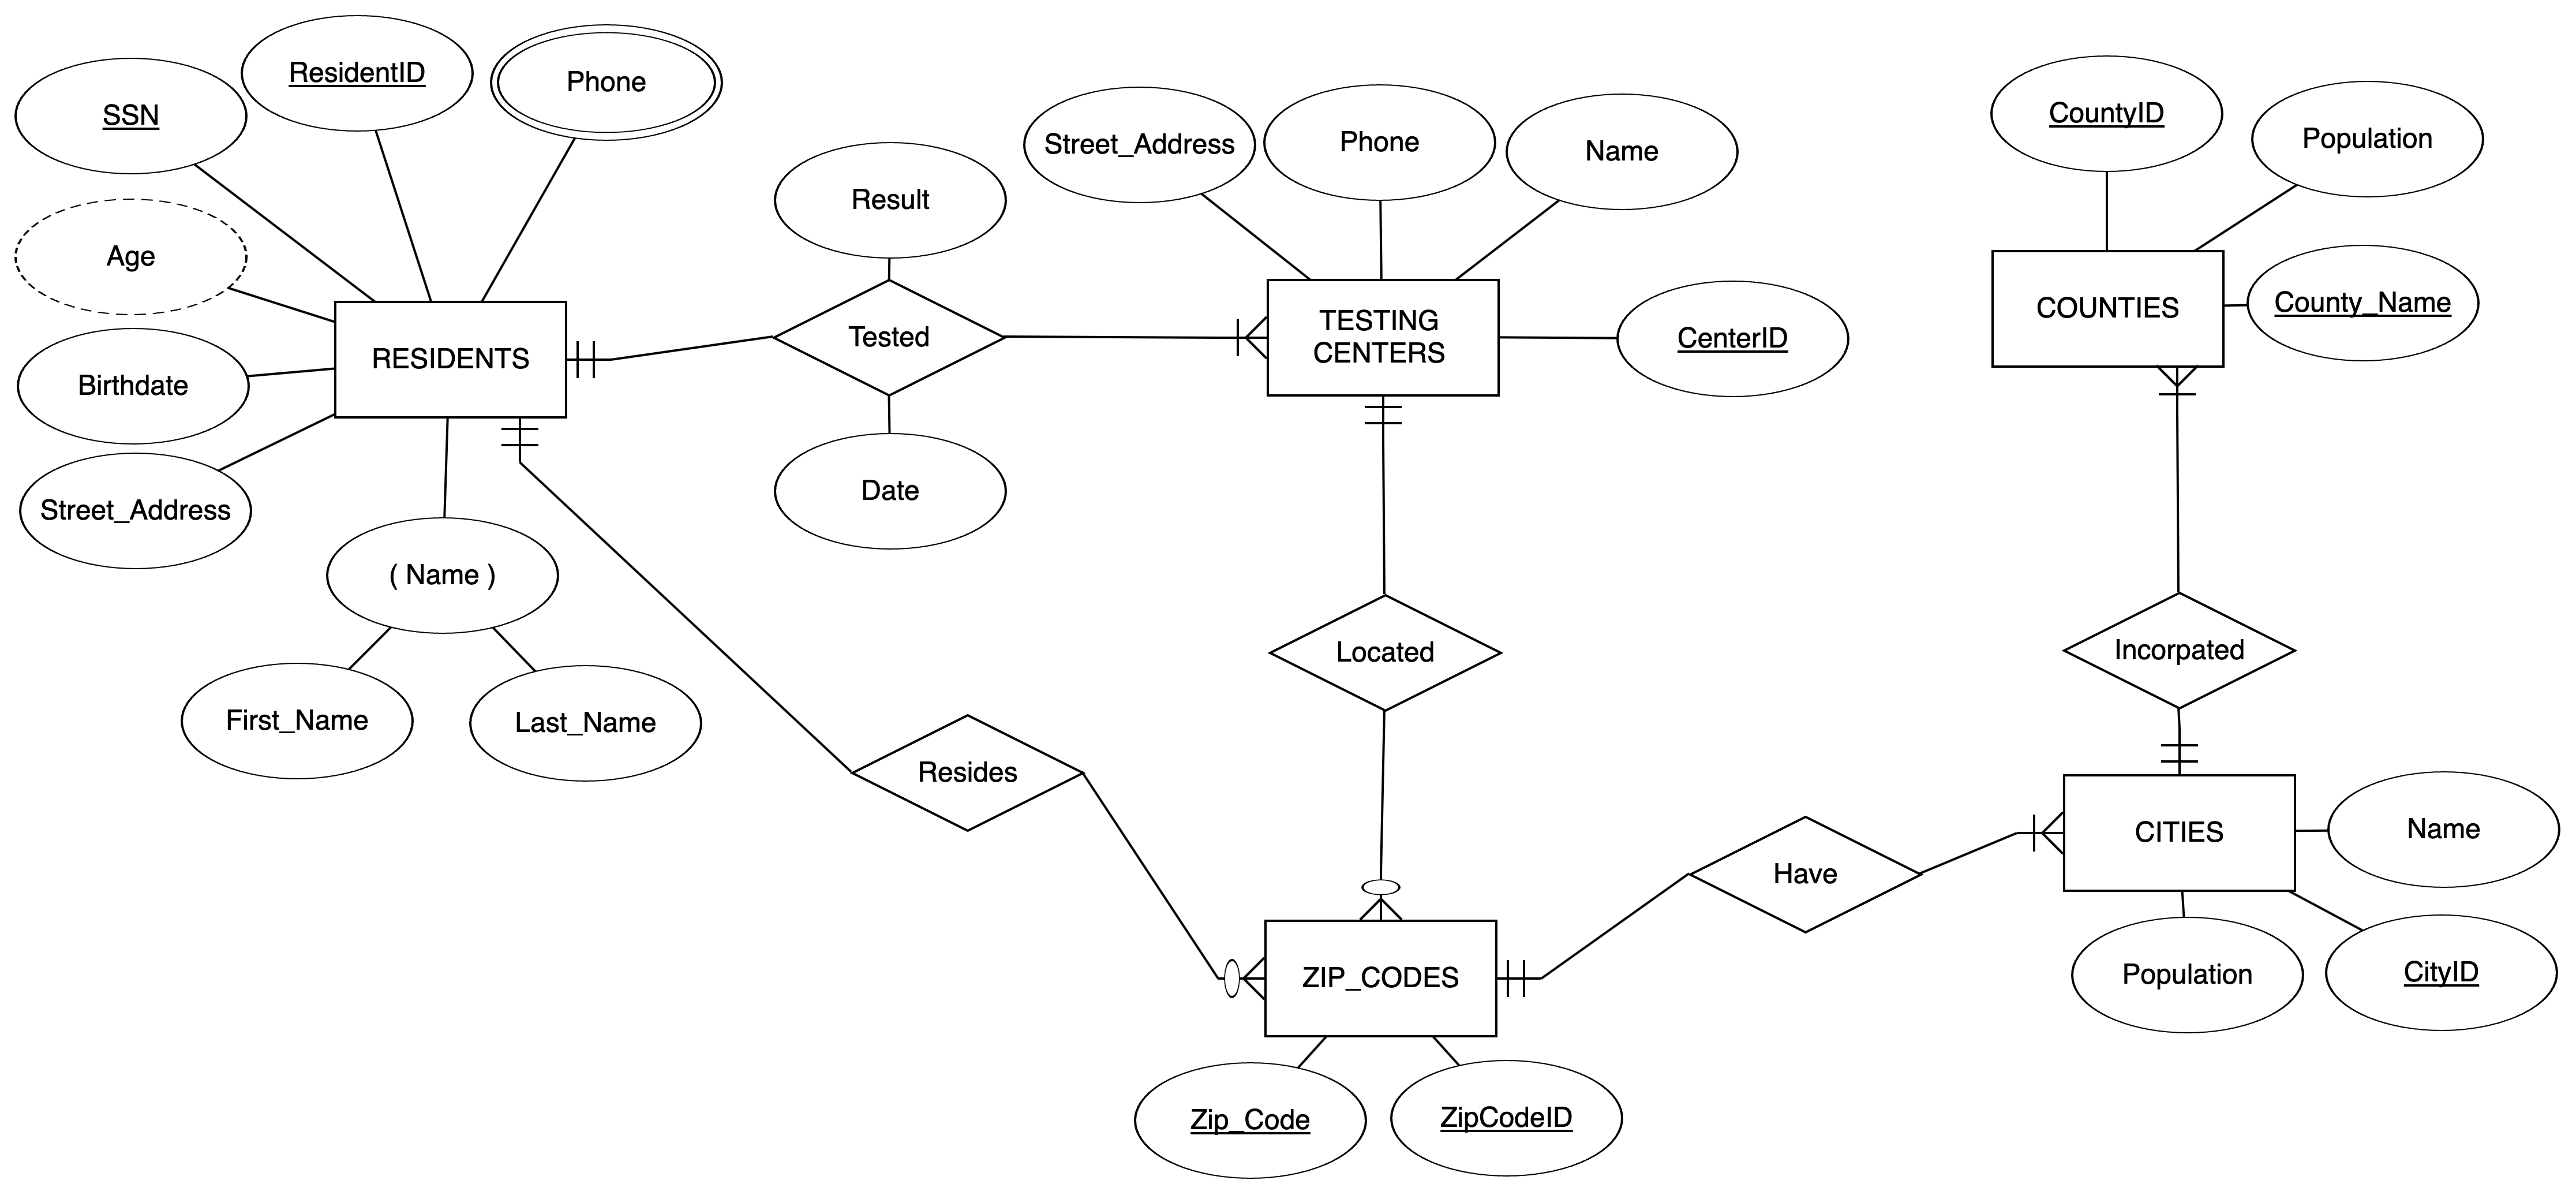 SSN
ResidentID
Phone
Age
Birthdate
Street_Address
RESIDENTS
( Name )
First_Name
Last_Name
Result
Tested
Date
Street_Address
Phone
Name
TESTING
CENTERS
CenterID
CountyID
Population
COUNTIES
County_Name
Located
Incorpated
Resides
Have
CITIES
Name
Population
CityID
ZIP_CODES
Zip_Code
ZipCodeID